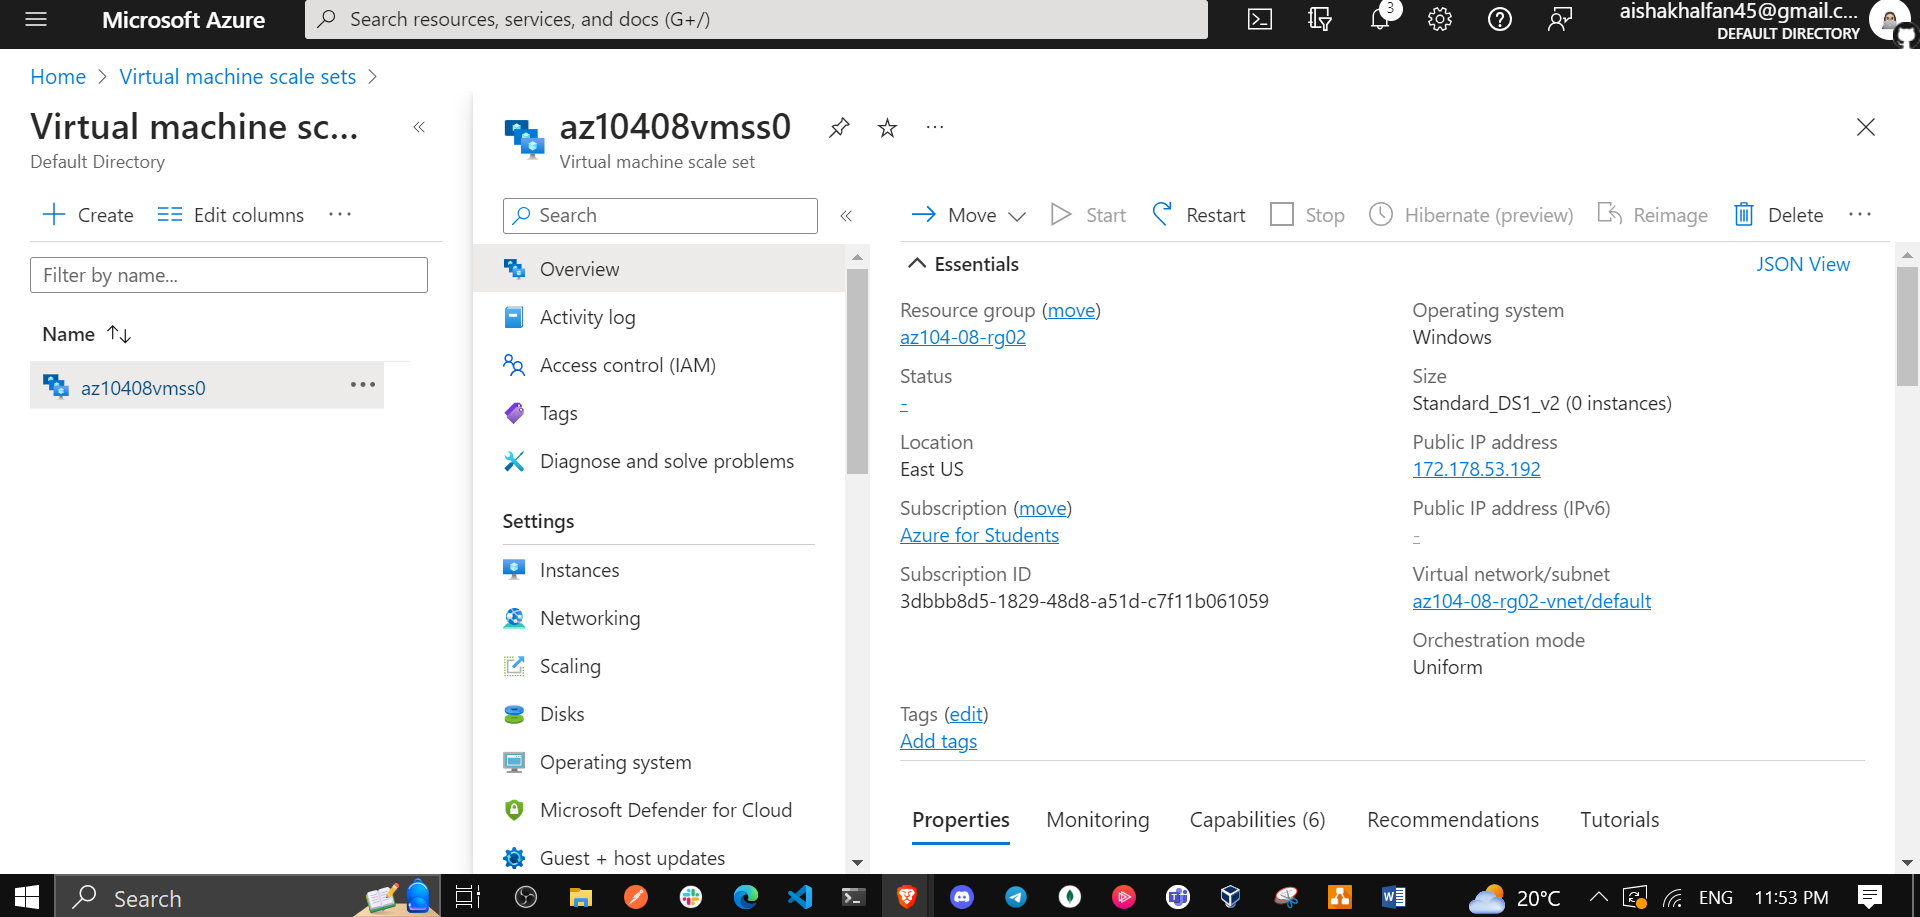 Microsoft Azure
Search resources, services, and docs (G+/)
3
aishakhalfan45@gmail.c...
DEFAULT DIRECTORY
Home > Virtual machine scale sets >
Virtual machine sc...
Default Directory
Create
Edit columns
Filter by name...
Name
az10408vmss0
az10408vmss0
Virtual machine scale set
Search
Overview
Activity log
Access control (IAM)
Tags
Diagnose and solve problems
Settings
Instances
Networking
Scaling
Disks
Operating system
Microsoft Defender for Cloud
Guest + host updates
Move
Start
Restart
Stop
Hibernate (preview)
Reimage
Delete
Essentials
JSON View
Resource group (move)
az104-08-rg02
Status
-
Location
East US
Subscription (move)
Azure for Students
Subscription ID
3dbbb8d5-1829-48d8-a51d-c7f11b061059
Operating system
Windows
Size
Standard_DS1_v2 (0 instances)
Public IP address
172.178.53.192
Public IP address (IPv6)
-
Virtual network/subnet
az104-08-rg02-vnet/default
Orchestration mode
Uniform
Tags (edit)
Add tags
Properties
Monitoring
Capabilities (6)
Recommendations
Tutorials
Search
20°C
ENG
11:53 PM